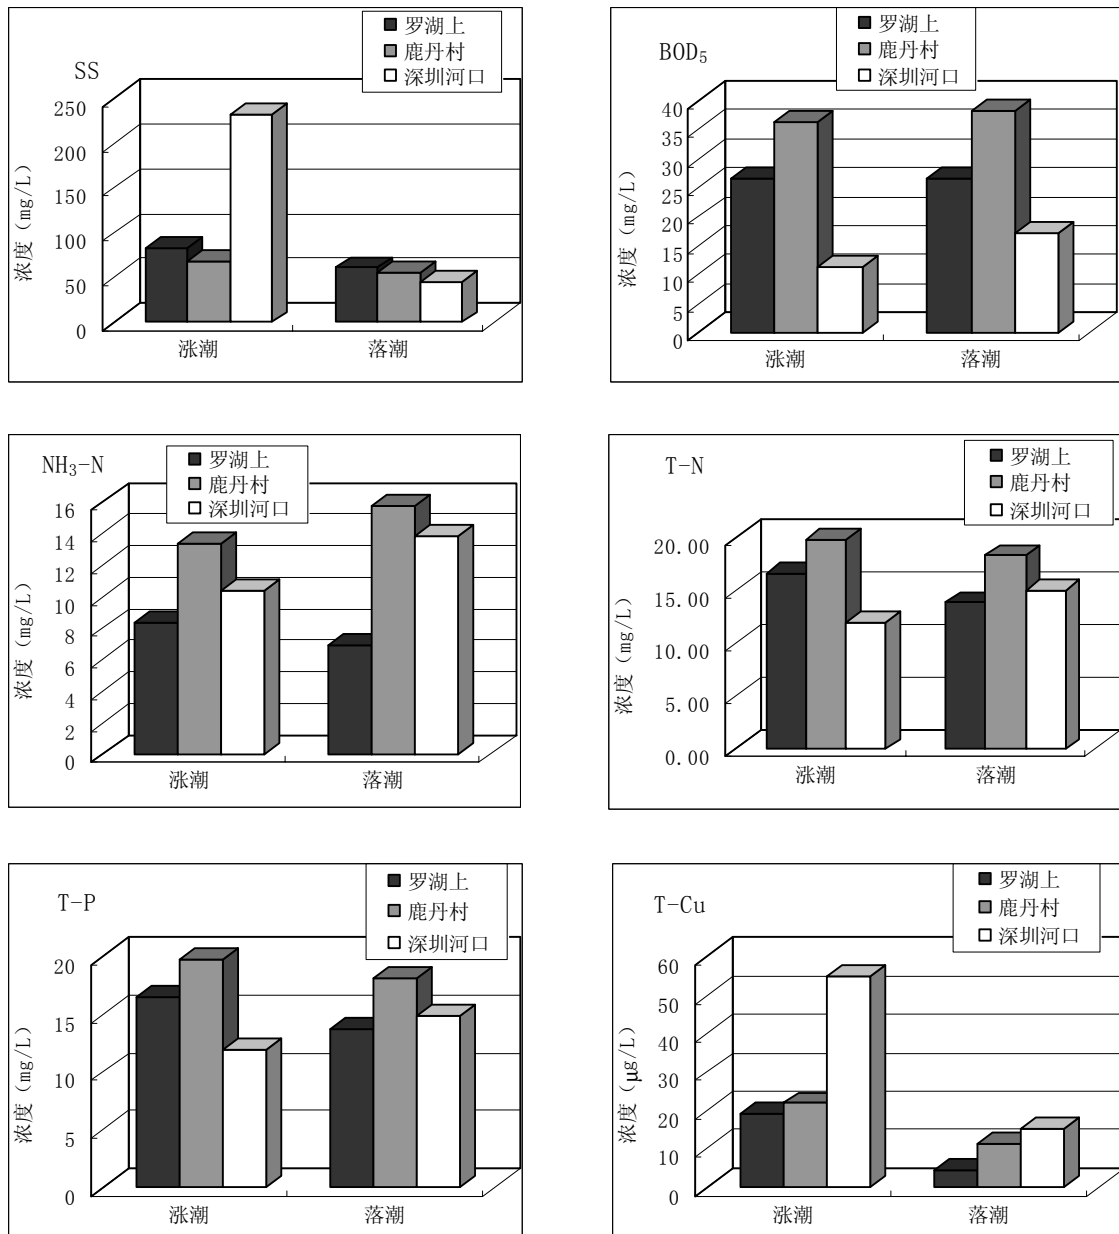 SS
罗湖上
鹿丹村
深圳河口
浓度 (mg/L)
250
200
150
100
50
0
涨潮 落潮
BOD₅
罗湖上
鹿丹村
深圳河口
浓度 (mg/L)
40
35
30
25
20
15
10
5
0
涨潮 落潮
NH₃-N
罗湖上
鹿丹村
深圳河口
浓度 (mg/L)
16
14
12
10
8
6
4
2
0
涨潮 落潮
T-N
罗湖上
鹿丹村
深圳河口
浓度 (mg/L)
20.00
15.00
10.00
5.00
0.00
涨潮 落潮
T-P
罗湖上
鹿丹村
深圳河口
浓度 (mg/L)
20
15
10
5
0
涨潮 落潮
T-Cu
罗湖上
鹿丹村
深圳河口
浓度 (μg/L)
60
50
40
30
20
10
0
涨潮 落潮